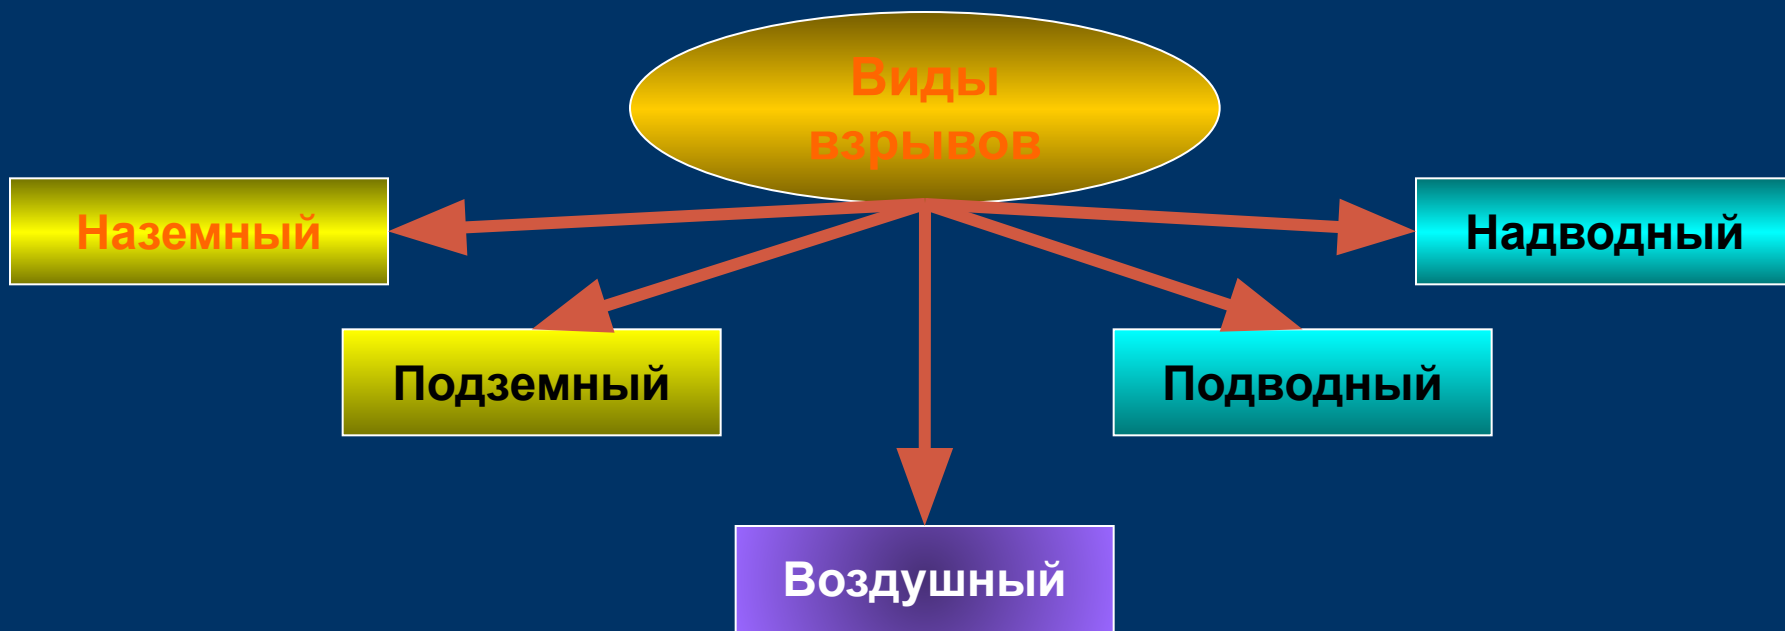 Виды
взрывов
Наземный
Надводный
Подземный
Подводный
Воздушный